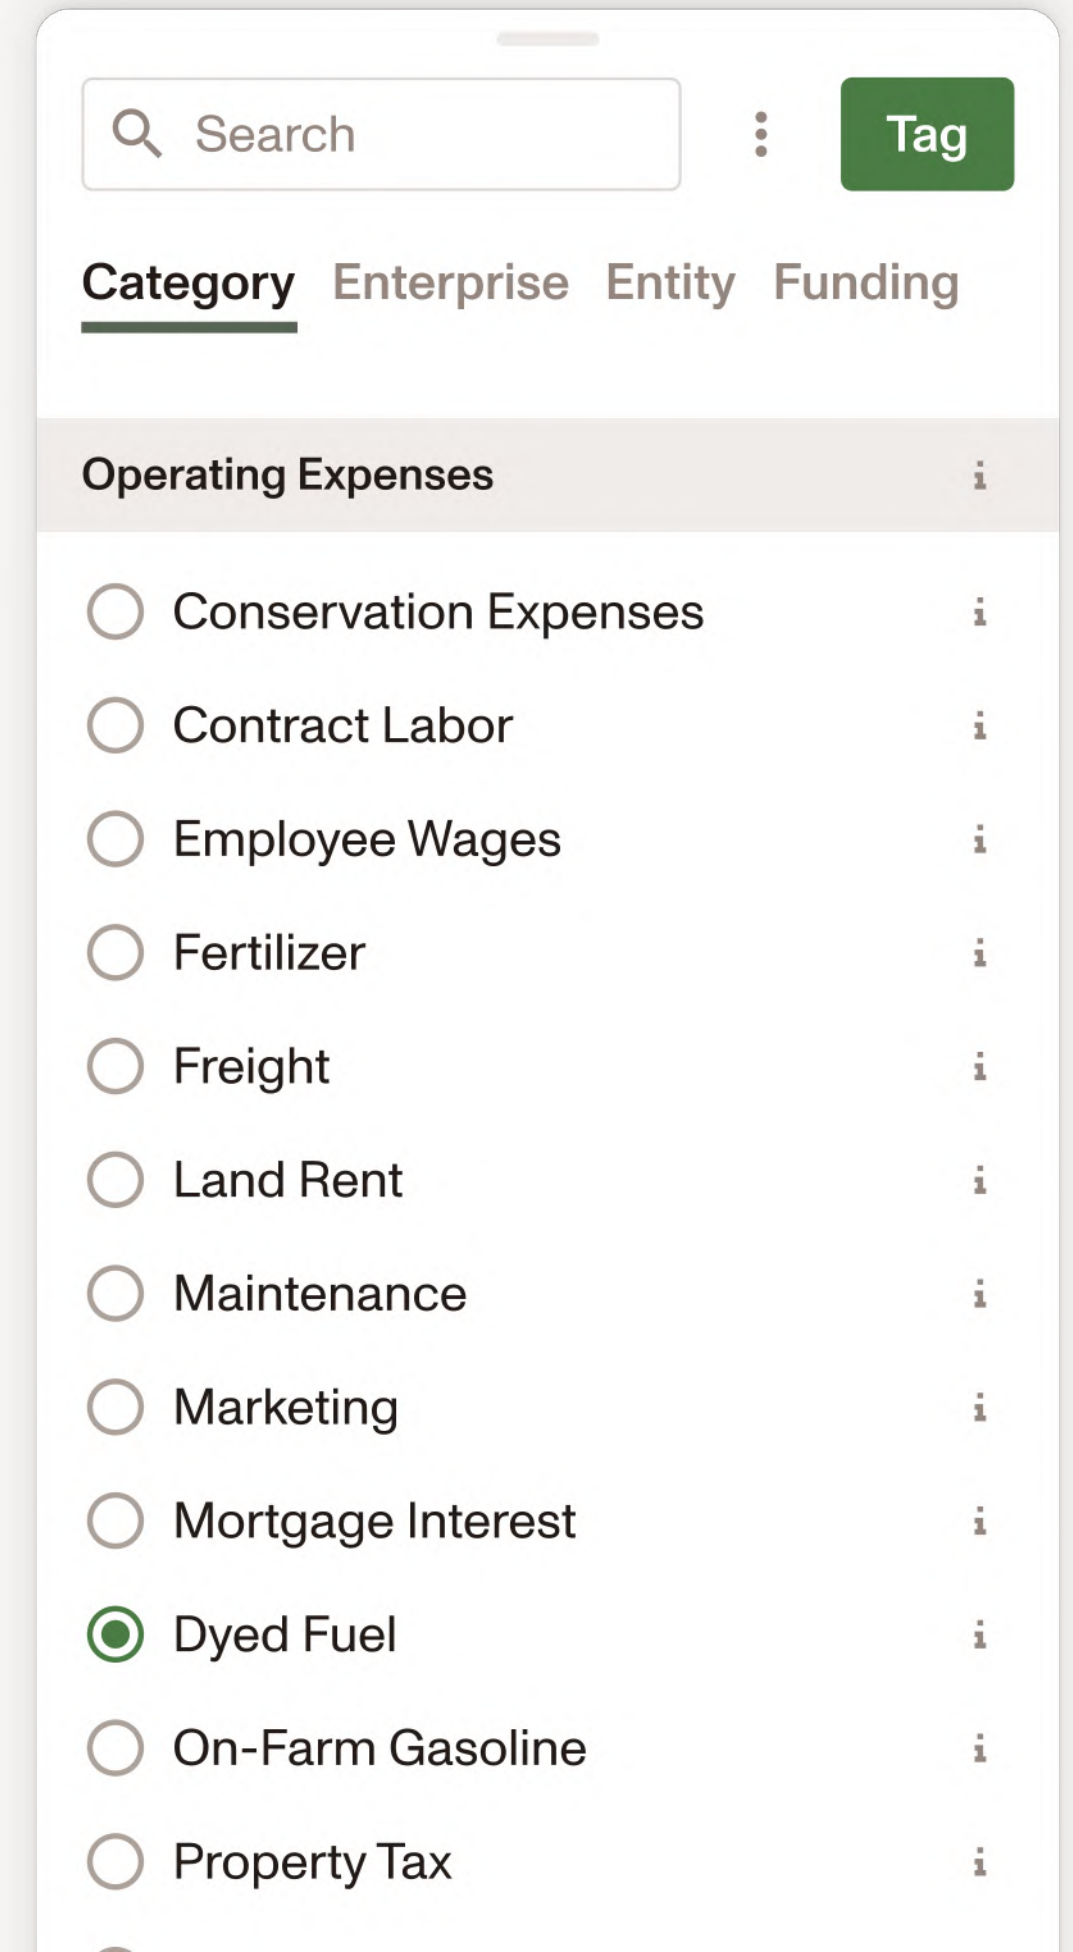 Search
Tag
Category Enterprise Entity Funding
Operating Expenses
Conservation Expenses
Contract Labor
Employee Wages
Fertilizer
Freight
Land Rent
Maintenance
Marketing
Mortgage Interest
Dyed Fuel
On-Farm Gasoline
Property Tax